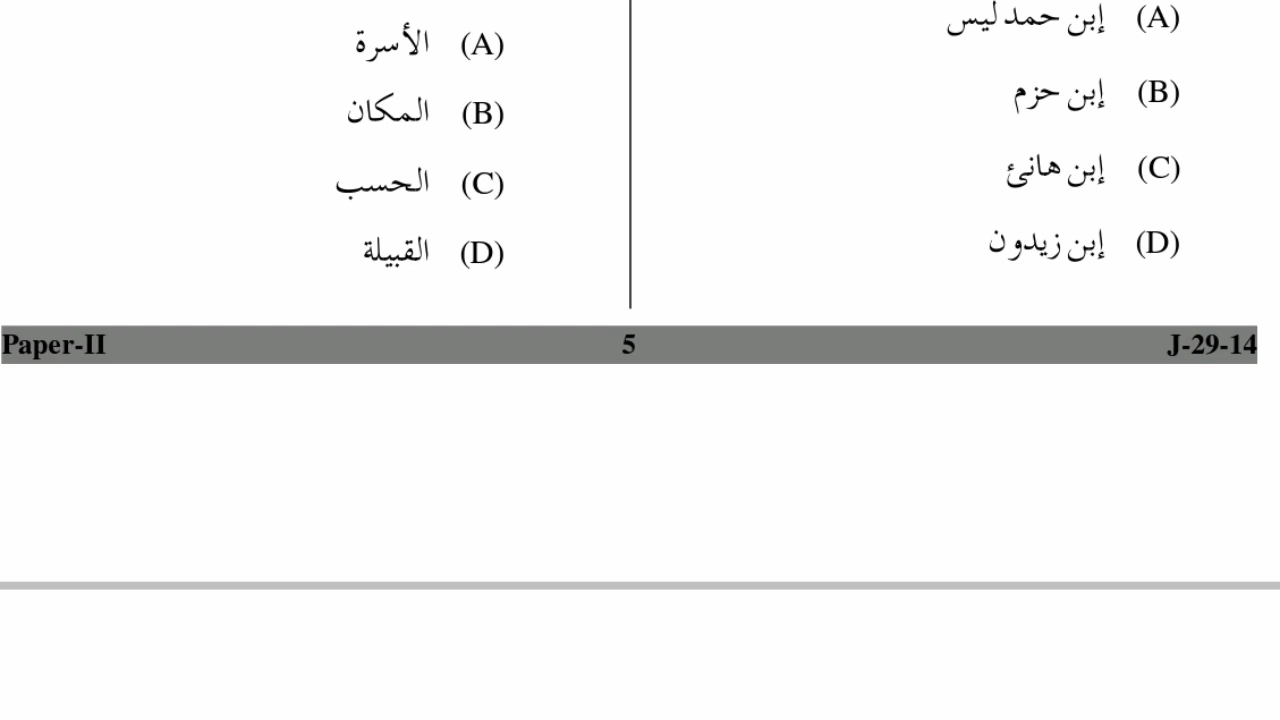 (A) إبن حمد ليس
(B) إبن حزم
(C) إبن هانئ
(D) إبن زيدون
(A) الأسرة
(B) المكان
(C) الحسب
(D) القبيلة
Paper-II 5 J-29-14